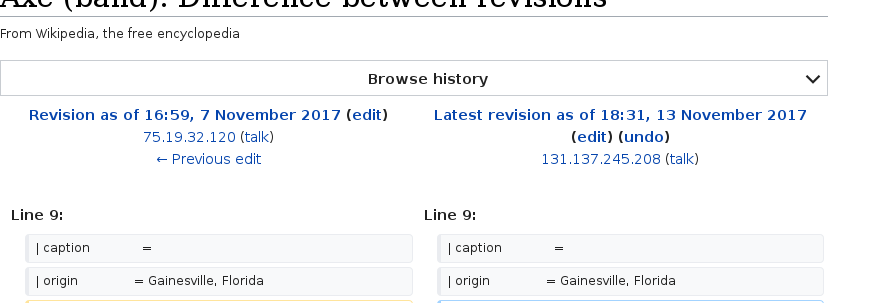 Axe (band): Difference between revisions
From Wikipedia, the free encyclopedia
Browse history
Revision as of 16:59, 7 November 2017 (edit)
75.19.32.120 (talk)
← Previous edit
Latest revision as of 18:31, 13 November 2017
(edit) (undo)
131.137.245.208 (talk)
Line 9:
Line 9:
| caption =
| caption =
| origin = Gainesville, Florida
| origin = Gainesville, Florida